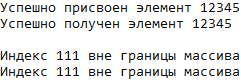 Успешно присвоен элемент 12345
Успешно получен элемент 12345
Индекс 111 вне границы массива
Индекс 111 вне границы массива